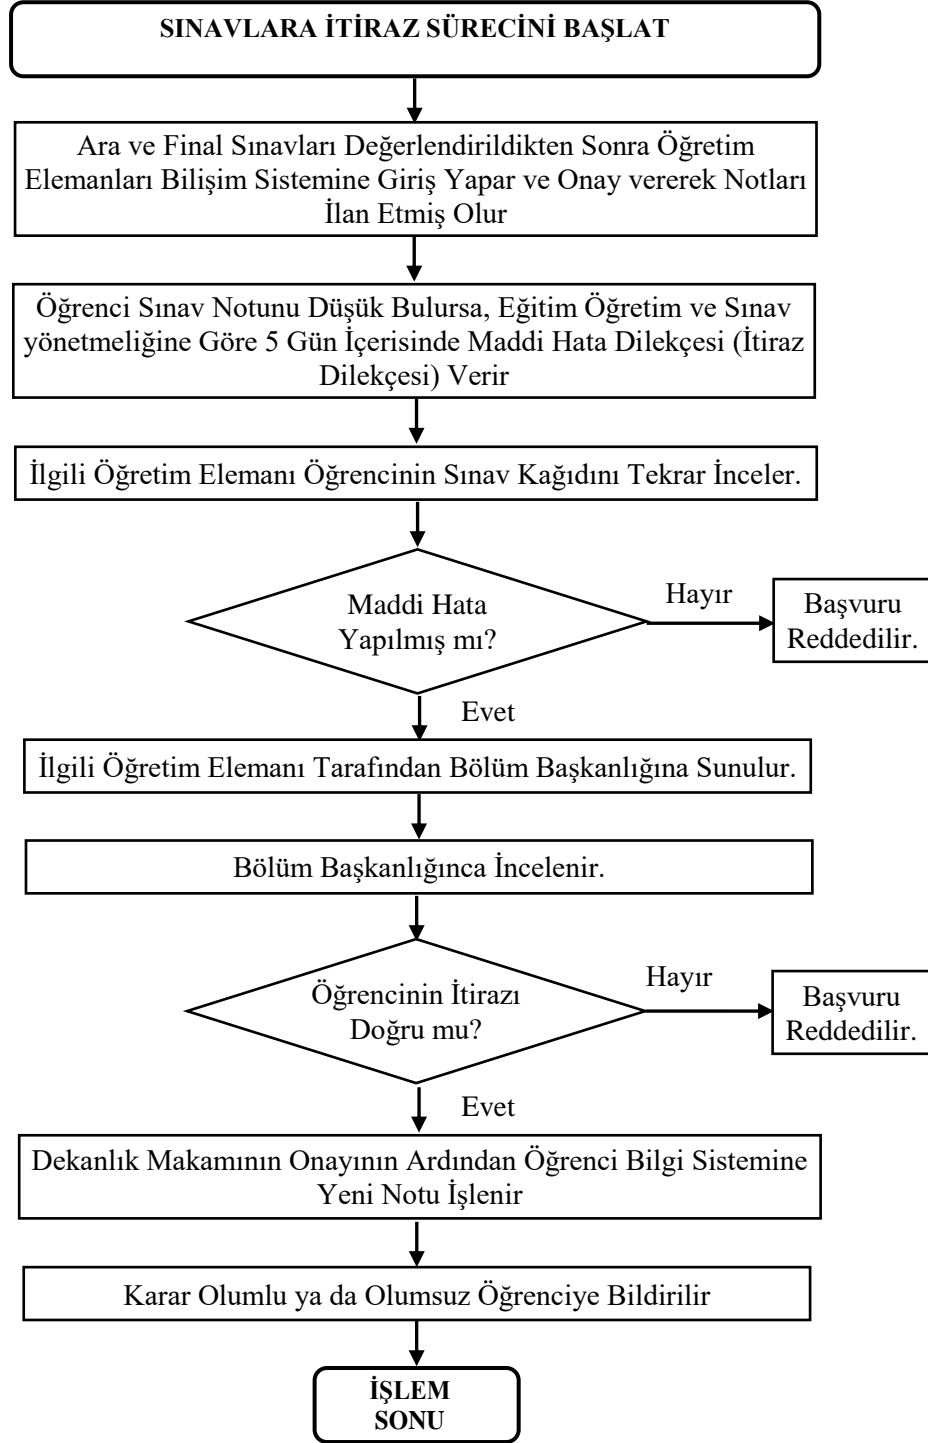 SINAVLARA İTİRAZ SÜRECİNİ BAŞLAT
Ara ve Final Sınavları Değerlendirildikten Sonra Öğretim
Elemanları Bilişim Sistemine Giriş Yapar ve Onay vererek Notları
İlan Etmiş Olur
Öğrenci Sınav Notunu Düşük Bulursa, Eğitim Öğretim ve Sınav
yönetmeliğine Göre 5 Gün İçerisinde Maddi Hata Dilekçesi (İtiraz
Dilekçesi) Verir
İlgili Öğretim Elemanı Öğrencinin Sınav Kağıdını Tekrar İnceler.
Maddi Hata
Yapılmış mı?
Hayır
Başvuru
Reddedilir.
Evet
İlgili Öğretim Elemanı Tarafından Bölüm Başkanlığına Sunulur.
Bölüm Başkanlığınca İncelenir.
Öğrencinin İtirazı
Doğru mu?
Hayır
Başvuru
Reddedilir.
Evet
Dekanlık Makamının Onayının Ardından Öğrenci Bilgi Sistemine
Yeni Notu İşlenir
Karar Olumlu ya da Olumsuz Öğrenciye Bildirilir
İŞLEM
SONU